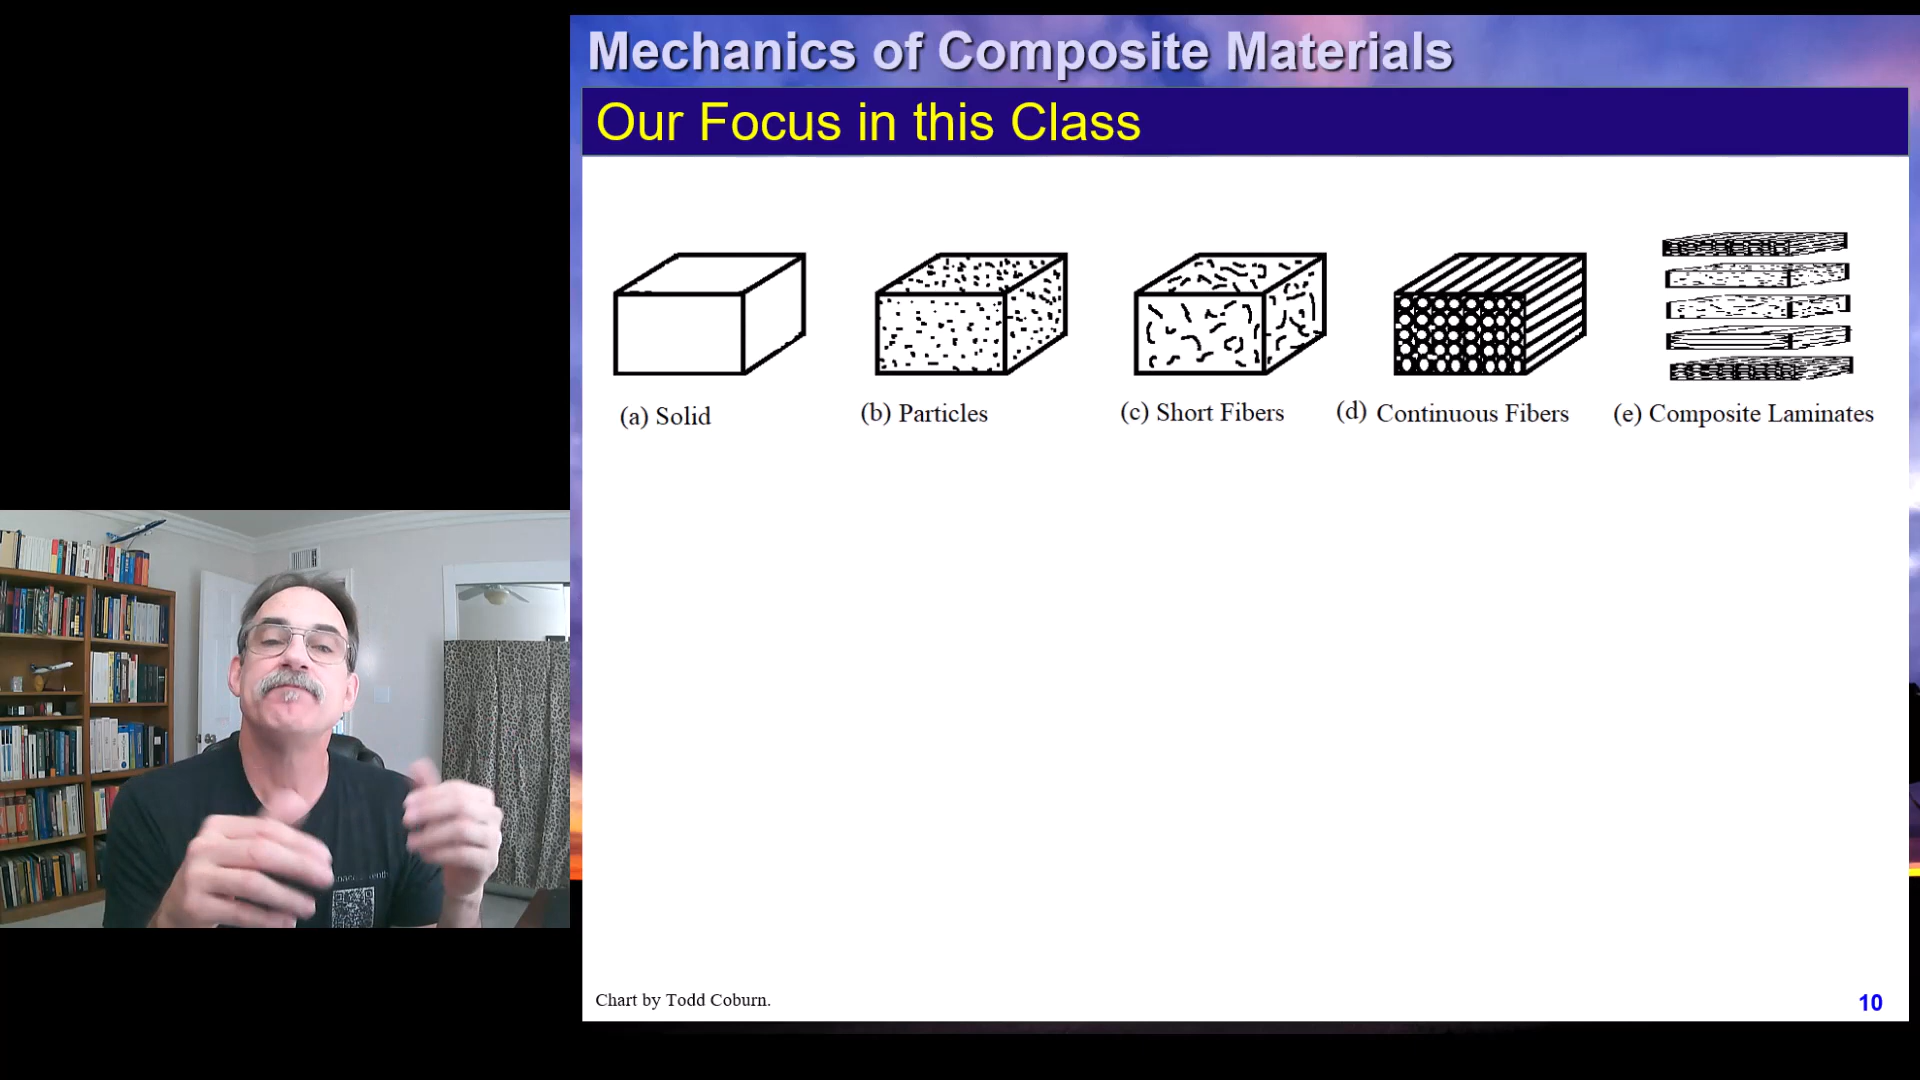 Mechanics of Composite Materials
Our Focus in this Class
(a) Solid
(b) Particles
(c) Short Fibers
(d) Continuous Fibers
(e) Composite Laminates
Chart by Todd Coburn.
10